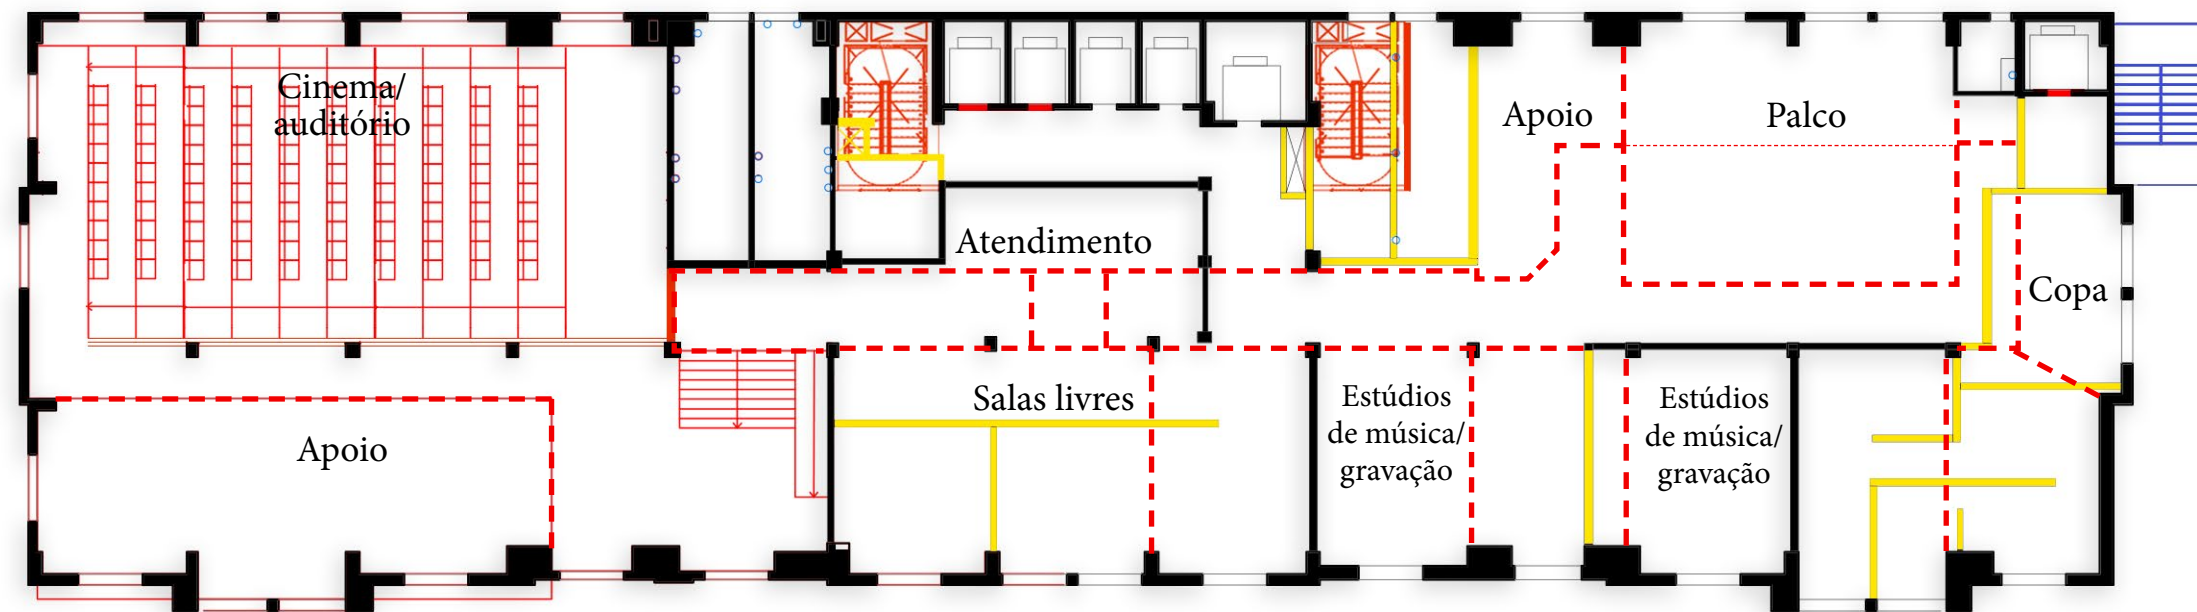 Cinema/
auditório
Apoio
Palco
Atendimento
Copa
Salas livres
Estúdios
de música/
gravação
Estúdios
de música/
gravação
Apoio